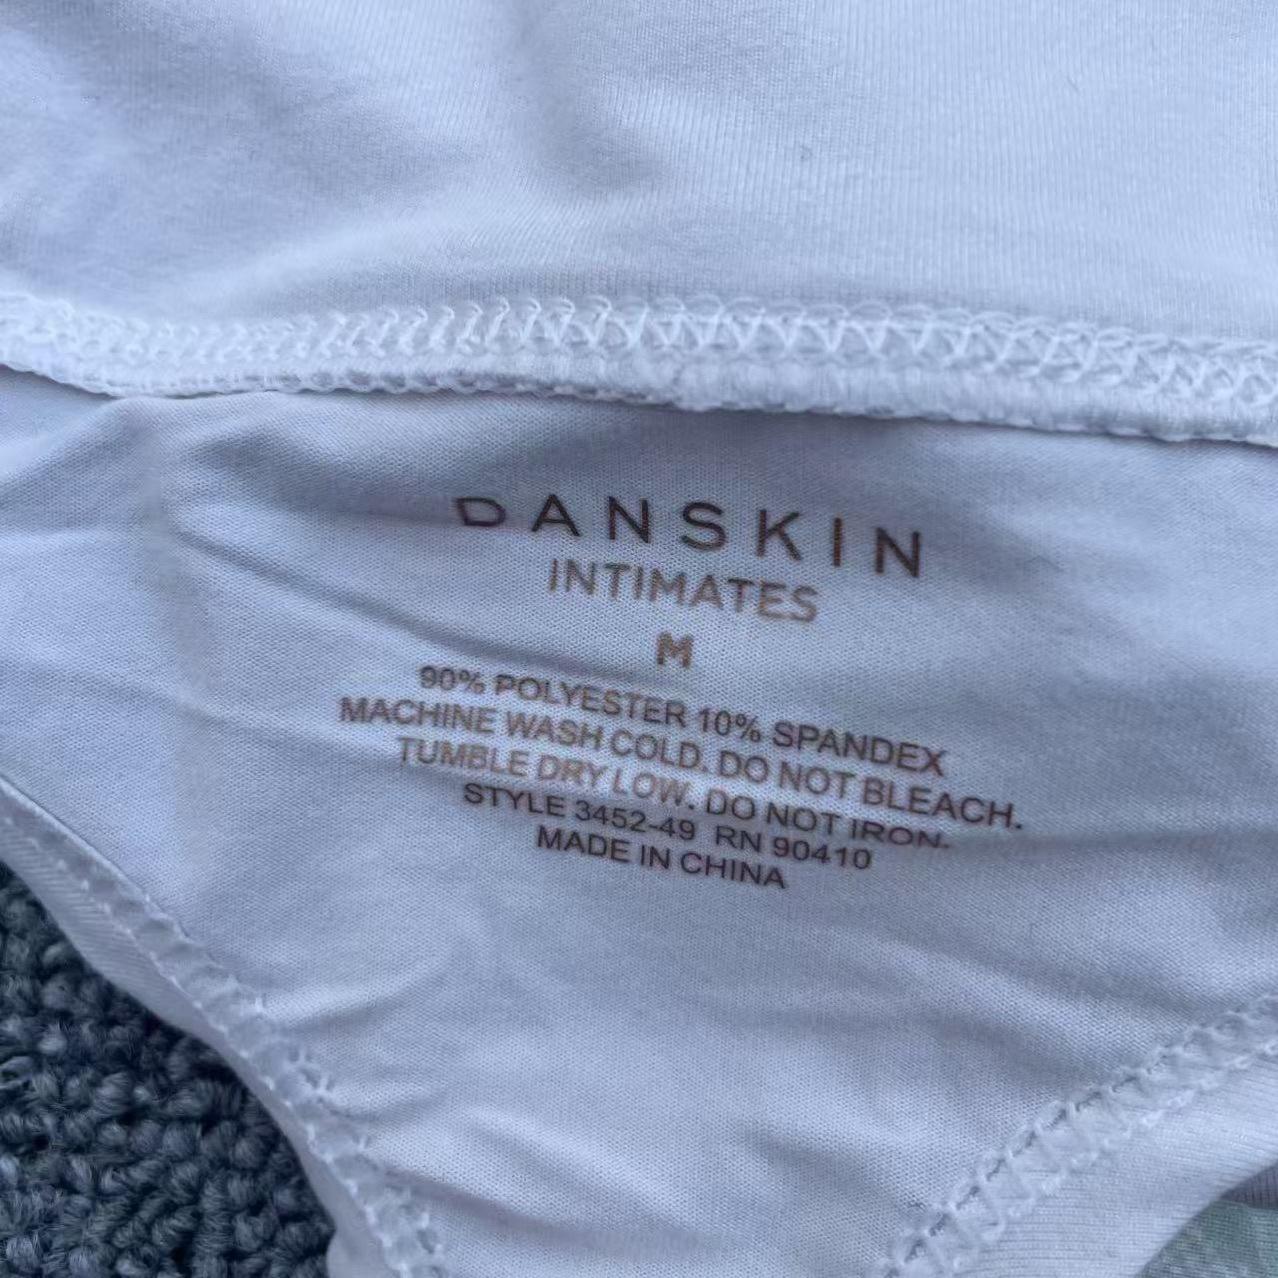 DANSKIN
INTIMATES
M
90% POLYESTER 10% SPANDEX
MACHINE WASH COLD. DO NOT BLEACH.
TUMBLE DRY LOW. DO NOT IRON.
STYLE 3452-49 RN 90410
MADE IN CHINA